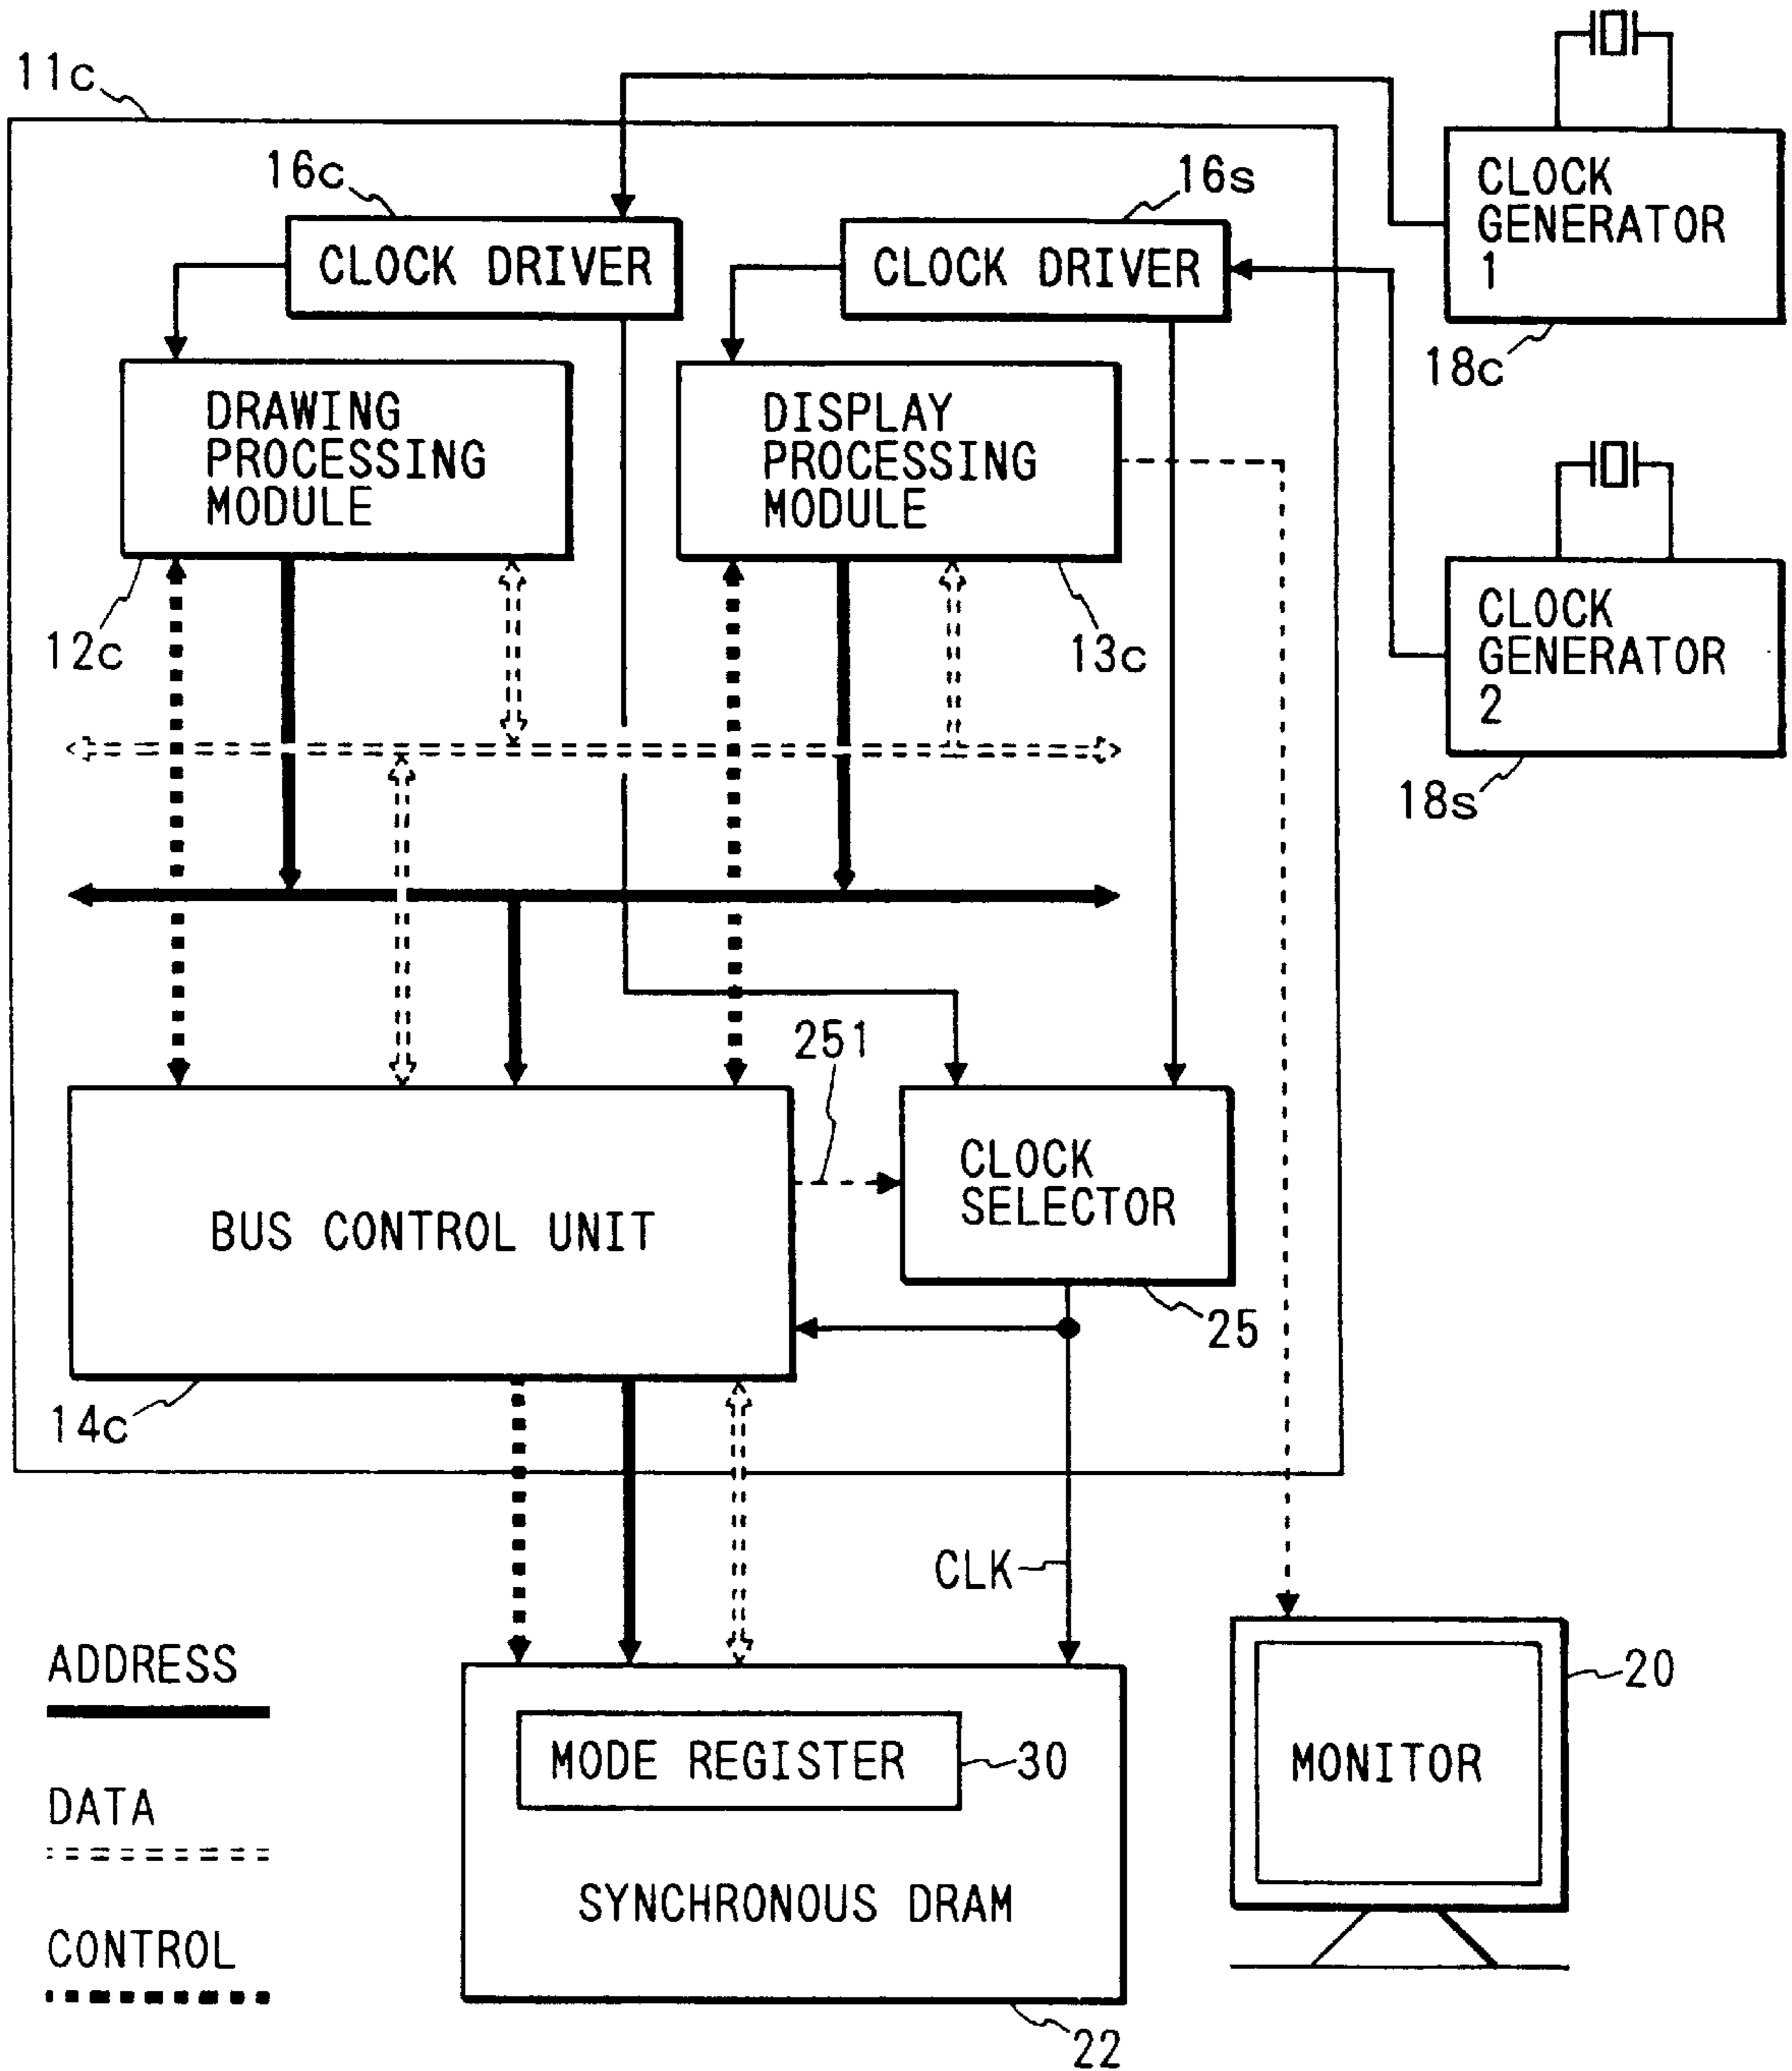 11c
16c
16s
CLOCK
GENERATOR
1
CLOCK DRIVER
CLOCK DRIVER
18c
DRAWING
PROCESSING
MODULE
DISPLAY
PROCESSING
MODULE
12c
13c
CLOCK
GENERATOR
2
18s
251
CLOCK
SELECTOR
BUS CONTROL UNIT
25
14c
CLK
ADDRESS
20
MODE REGISTER
30
MONITOR
DATA
SYNCHRONOUS DRAM
CONTROL
22